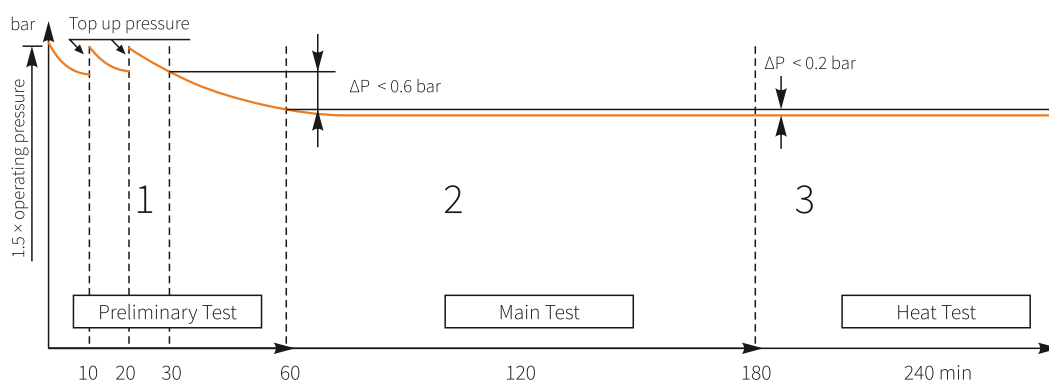 bar
Top up pressure
1.5 × operating pressure
ΔP < 0.6 bar
ΔP < 0.2 bar
1
2
3
Preliminary Test
Main Test
Heat Test
10 20 30 60 120 180 240 min